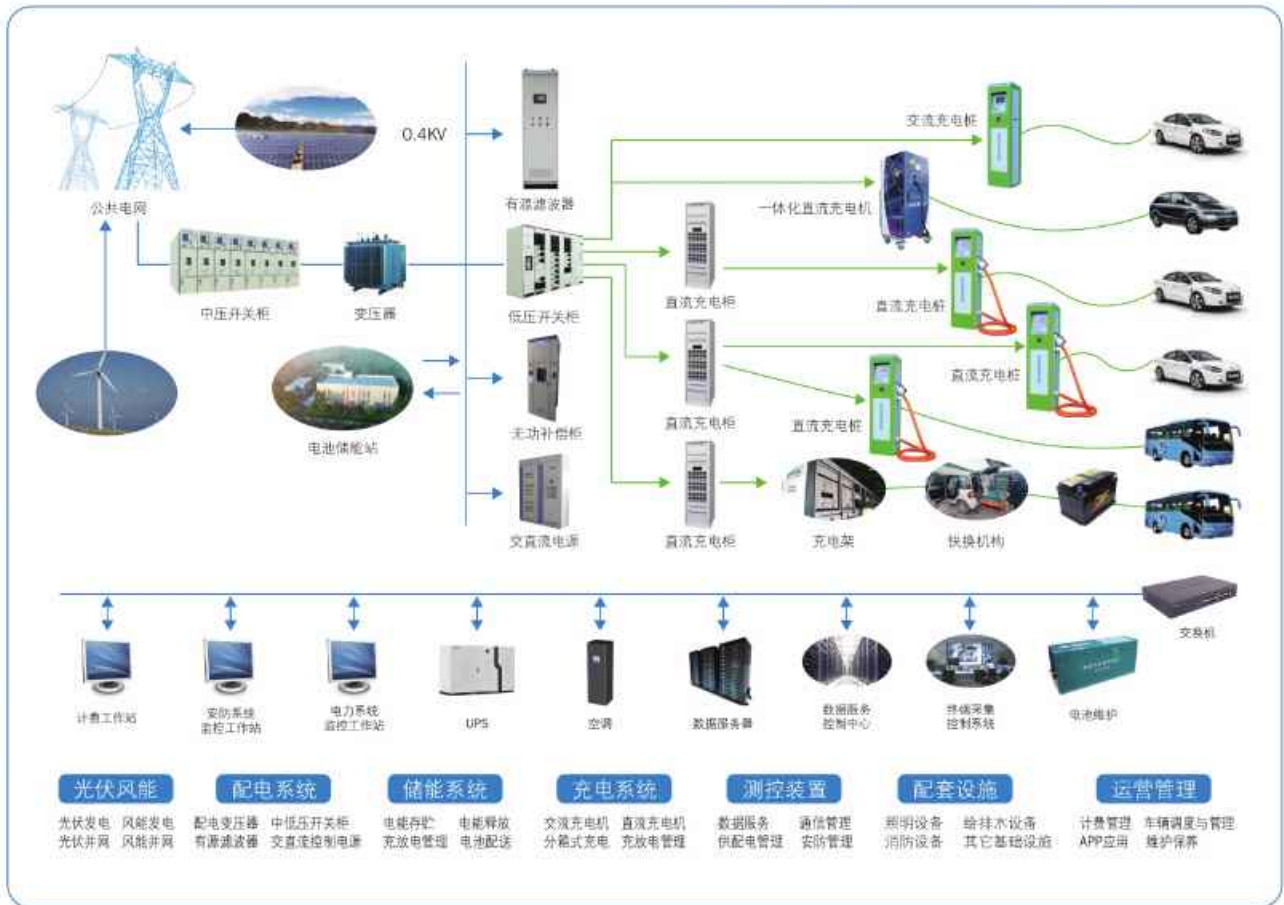 0.4KV
交流充电桩
公共电网
有源滤波器
一体化直流充电机
中压开关柜
变压器
低压开关柜
直流充电柜
直流充电桩
直流充电桩
直流充电桩
电池储能站
无功补偿柜
直流充电柜
交直流电源
直流充电柜
充电架
快换机构
交换机
计费工作站
安防系统
监控工作站
电力系统
监控工作站
UPS
空调
数据服务器
数据服务
控制中心
终端采集
控制系统
电池维护
光伏风能
配电系统
储能系统
充电系统
测控装置
配套设施
运营管理
光伏发电 风能发电
光伏并网 风能并网
配电变压器 中低压开关柜
有源滤波器 交直流控制电源
电能存贮 电能释放
充放电管理 电池配送
交流充电机 直流充电机
分箱式充电 充放电管理
数据服务 通信管理
供配电管理 安防管理
照明设备 给排水设备
消防设备 其它基础设施
计费管理 车辆调度与管理
APP应用 维护保养